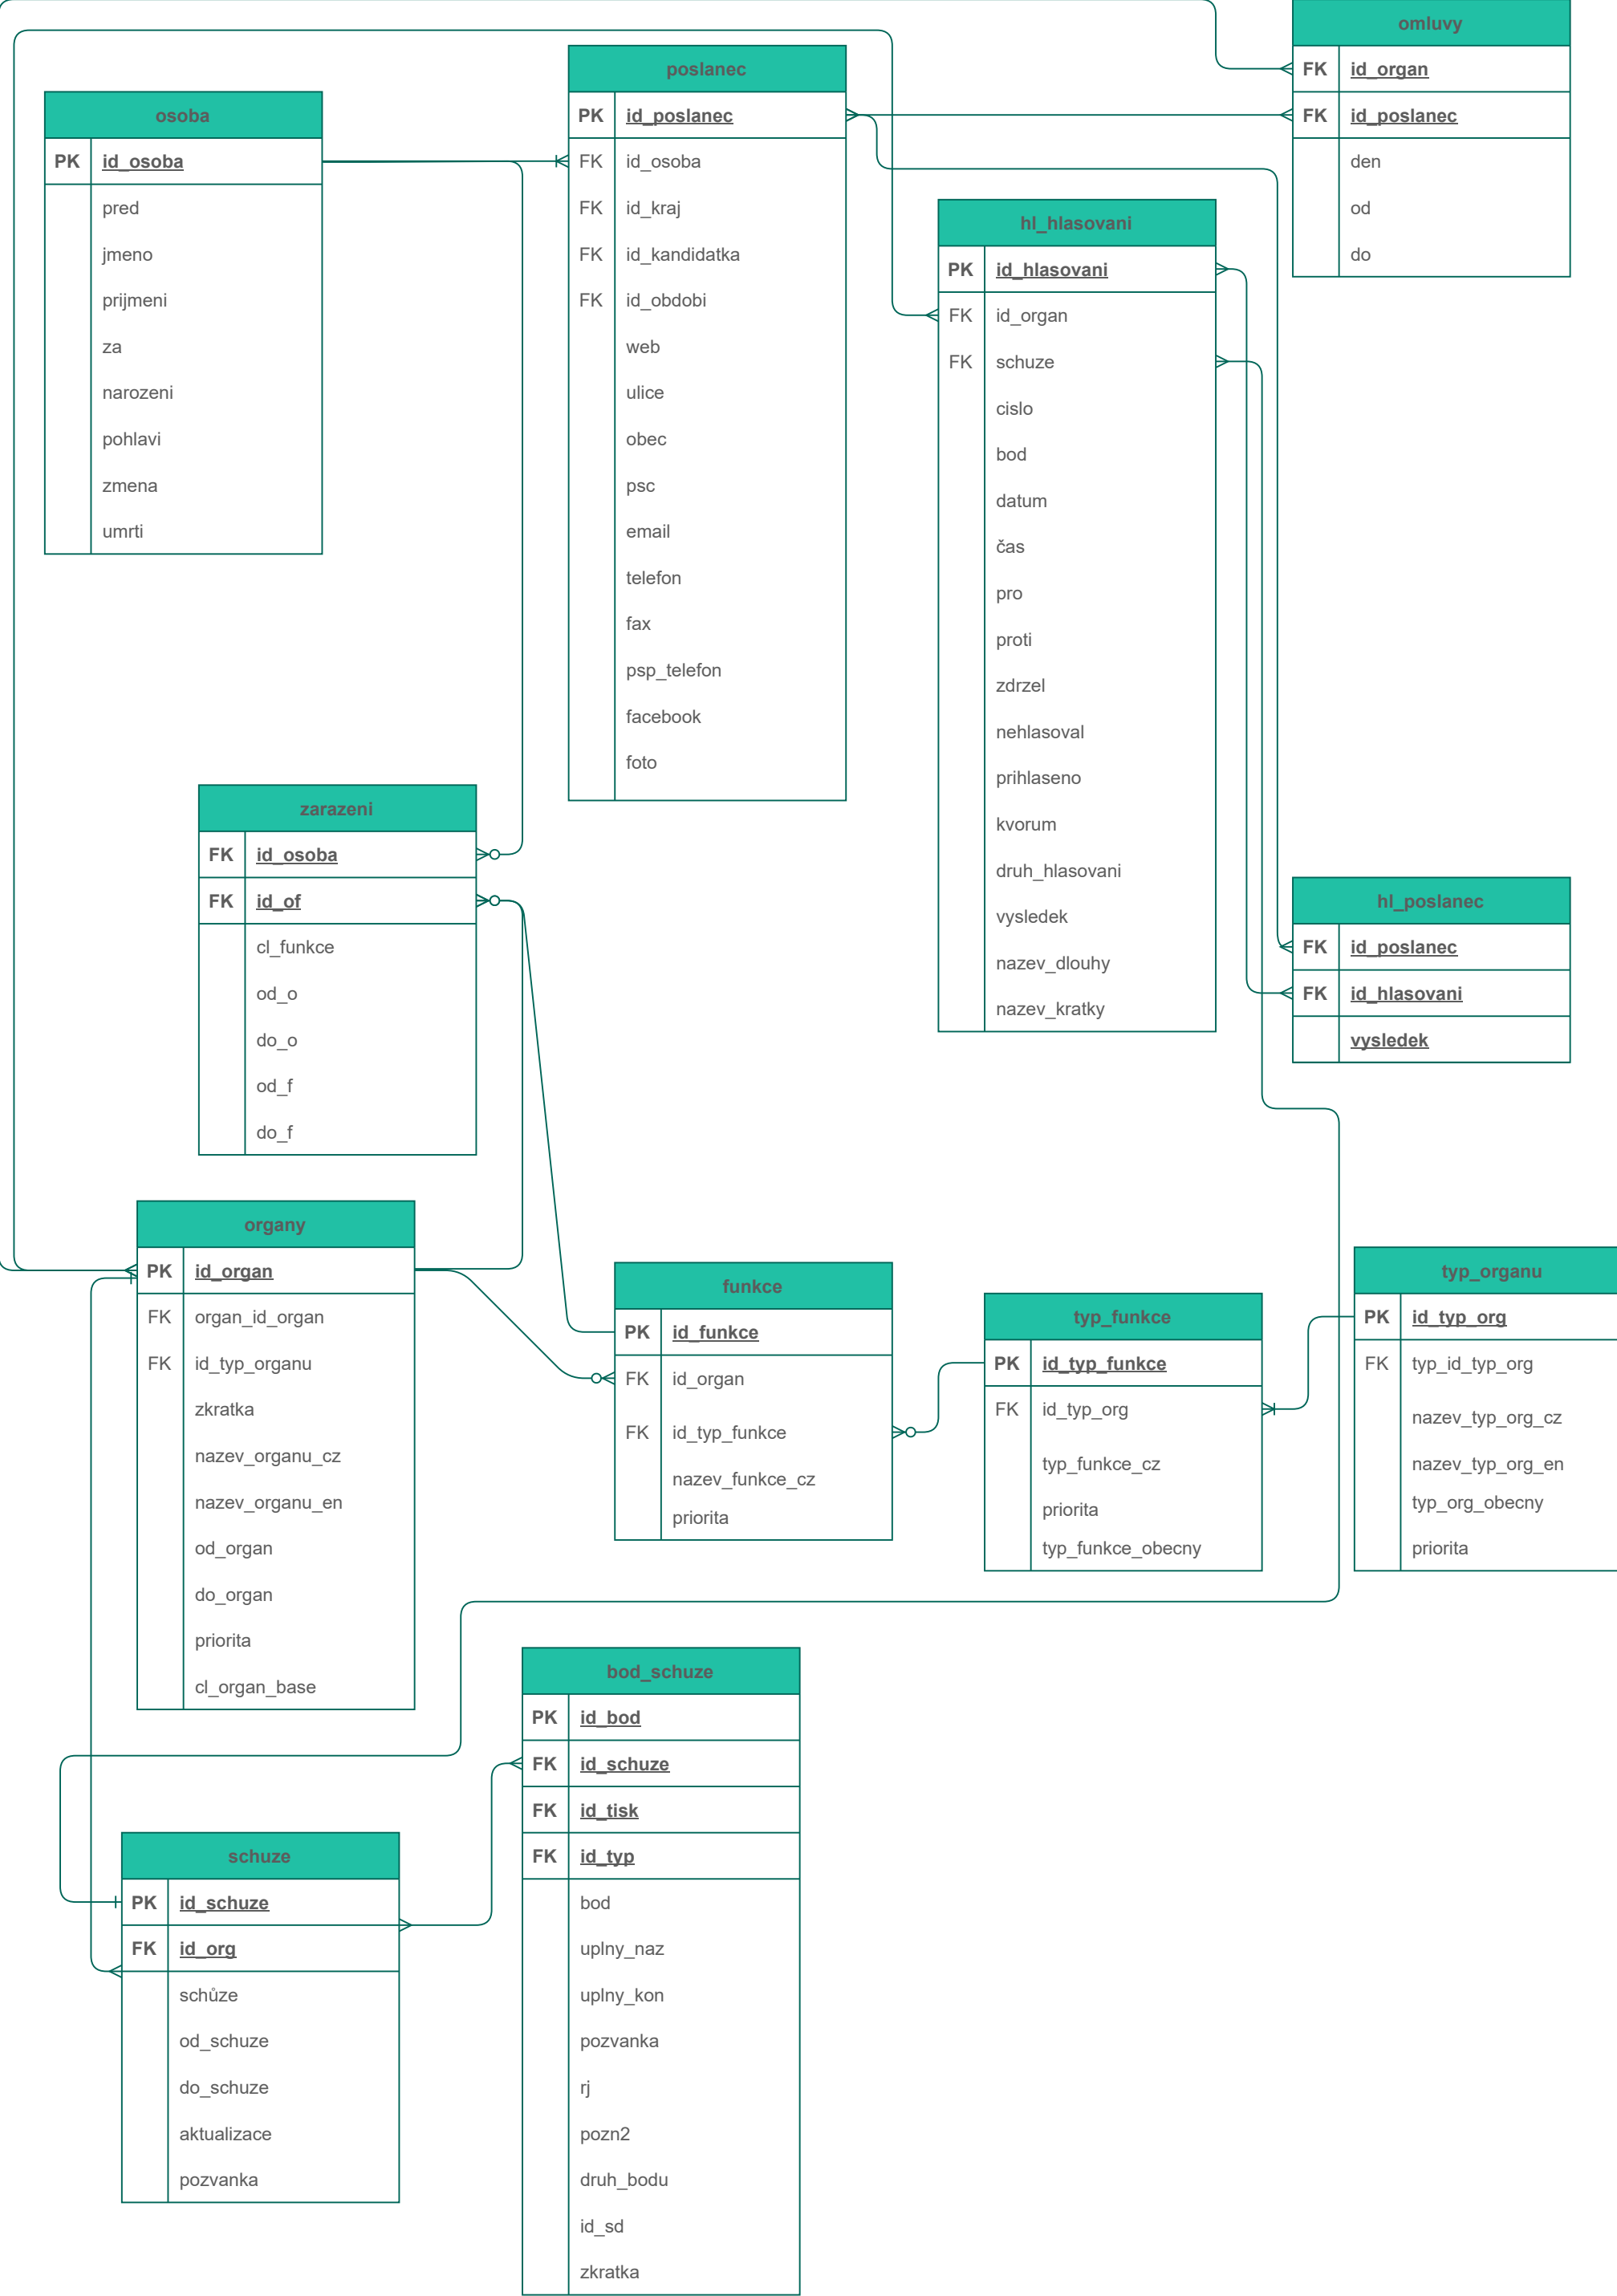 omluvy
FK id_organ
FK id_poslanec
den
od
do
poslanec
PK id_poslanec
FK id_osoba
FK id_kraj
FK id_kandidatka
FK id_obdobi
web
ulice
obec
psc
email
telefon
fax
psp_telefon
facebook
foto
osoba
PK id_osoba
pred
jmeno
prijmeni
za
narozeni
pohlavi
zmena
umrti
hl_hlasovani
PK id_hlasovani
FK id_organ
FK schuze
cislo
bod
datum
čas
pro
proti
zdrzel
nehlasoval
prihlaseno
kvorum
druh_hlasovani
vysledek
nazev_dlouhy
nazev_kratky
zarazeni
FK id_osoba
FK id_of
cl_funkce
od_o
do_o
od_f
do_f
hl_poslanec
FK id_poslanec
FK id_hlasovani
vysledek
organy
PK id_organ
FK organ_id_organ
FK id_typ_organu
zkratka
nazev_organu_cz
nazev_organu_en
od_organ
do_organ
priorita
cl_organ_base
funkce
PK id_funkce
FK id_organ
FK id_typ_funkce
nazev_funkce_cz
priorita
typ_funkce
PK id_typ_funkce
FK id_typ_org
typ_funkce_cz
priorita
typ_funkce_obecny
typ_organu
PK id_typ_org
FK typ_id_typ_org
nazev_typ_org_cz
nazev_typ_org_en
typ_org_obecny
priorita
bod_schuze
PK id_bod
FK id_schuze
FK id_tisk
FK id_typ
bod
uplny_naz
uplny_kon
pozvanka
rj
pozn2
druh_bodu
id_sd
zkratka
schuze
PK id_schuze
FK id_org
schůze
od_schuze
do_schuze
aktualizace
pozvanka